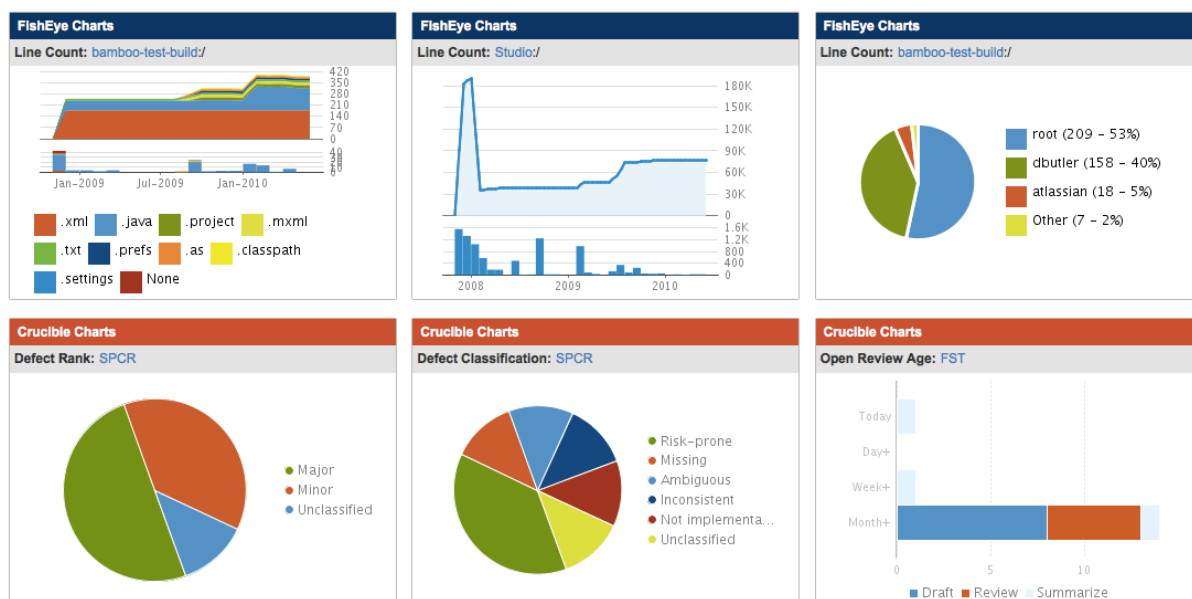 FishEye Charts
Line Count: bamboo-test-build:/
420
350
280
210
140
70
0
40
0
Jan-2009 Jul-2009 Jan-2010
.xml .java .project .mxml
.txt .prefs .as .classpath
.settings None
FishEye Charts
Line Count: Studio:/
180K
150K
120K
90K
60K
30K
0
1.6K
1.2K
800
400
0
2008 2009 2010
FishEye Charts
Line Count: bamboo-test-build:/
root (209 – 53%)
dbutler (158 – 40%)
atlassian (18 – 5%)
Other (7 – 2%)
Crucible Charts
Defect Rank: SPCR
Major
Minor
Unclassified
Crucible Charts
Defect Classification: SPCR
Risk-prone
Missing
Ambiguous
Inconsistent
Not implementa...
Unclassified
Crucible Charts
Open Review Age: FST
Today
Day+
Week+
Month+
0 5 10
Draft Review Summarize